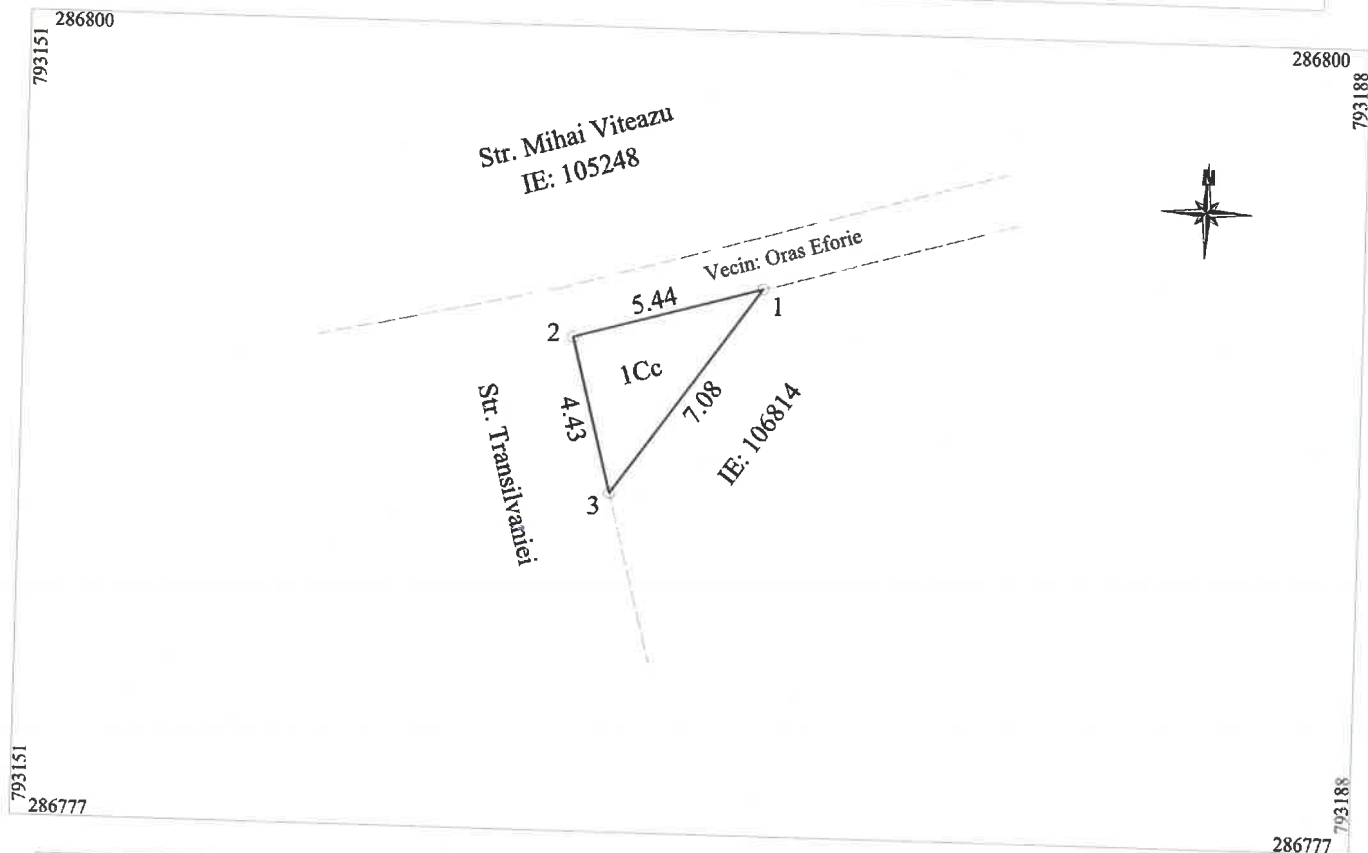 286800
793151
286800
793188
Str. Mihai Viteazu
IE: 105248
N
Vecin: Oras Eforie
5.44
1
2
1Cc
4.43
7.08
IE: 106814
Str. Transilvaniei
3
793151
286777
793188
286777